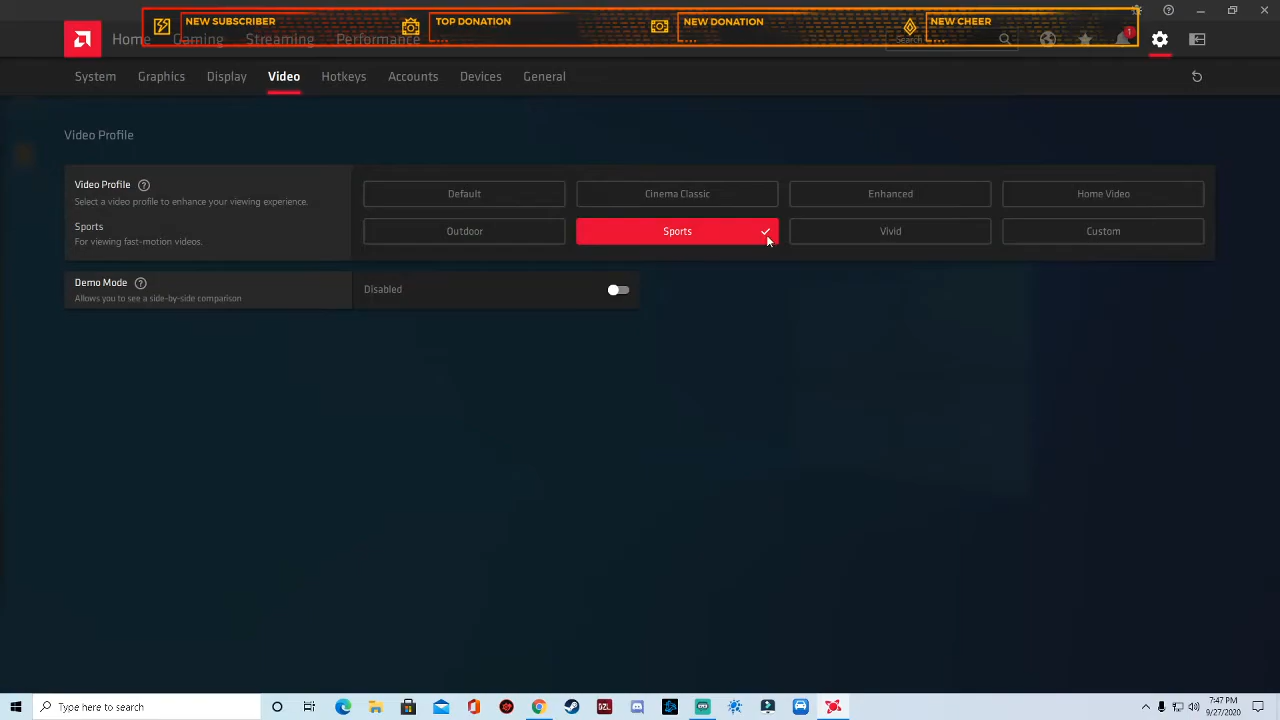 NEW SUBSCRIBER TOP DONATION NEW DONATION NEW CHEER
Gaming Streaming Performance Search 1
System Graphics Display Video Hotkeys Accounts Devices General
Video Profile
Video Profile
Select a video profile to enhance your viewing experience.
Sports
For viewing fast-motion videos.
Default Cinema Classic Enhanced Home Video
Outdoor Sports Vivid Custom
Demo Mode
Allows you to see a side-by-side comparison
Disabled
Type here to search
DZL
7:47 PM
9/27/2020